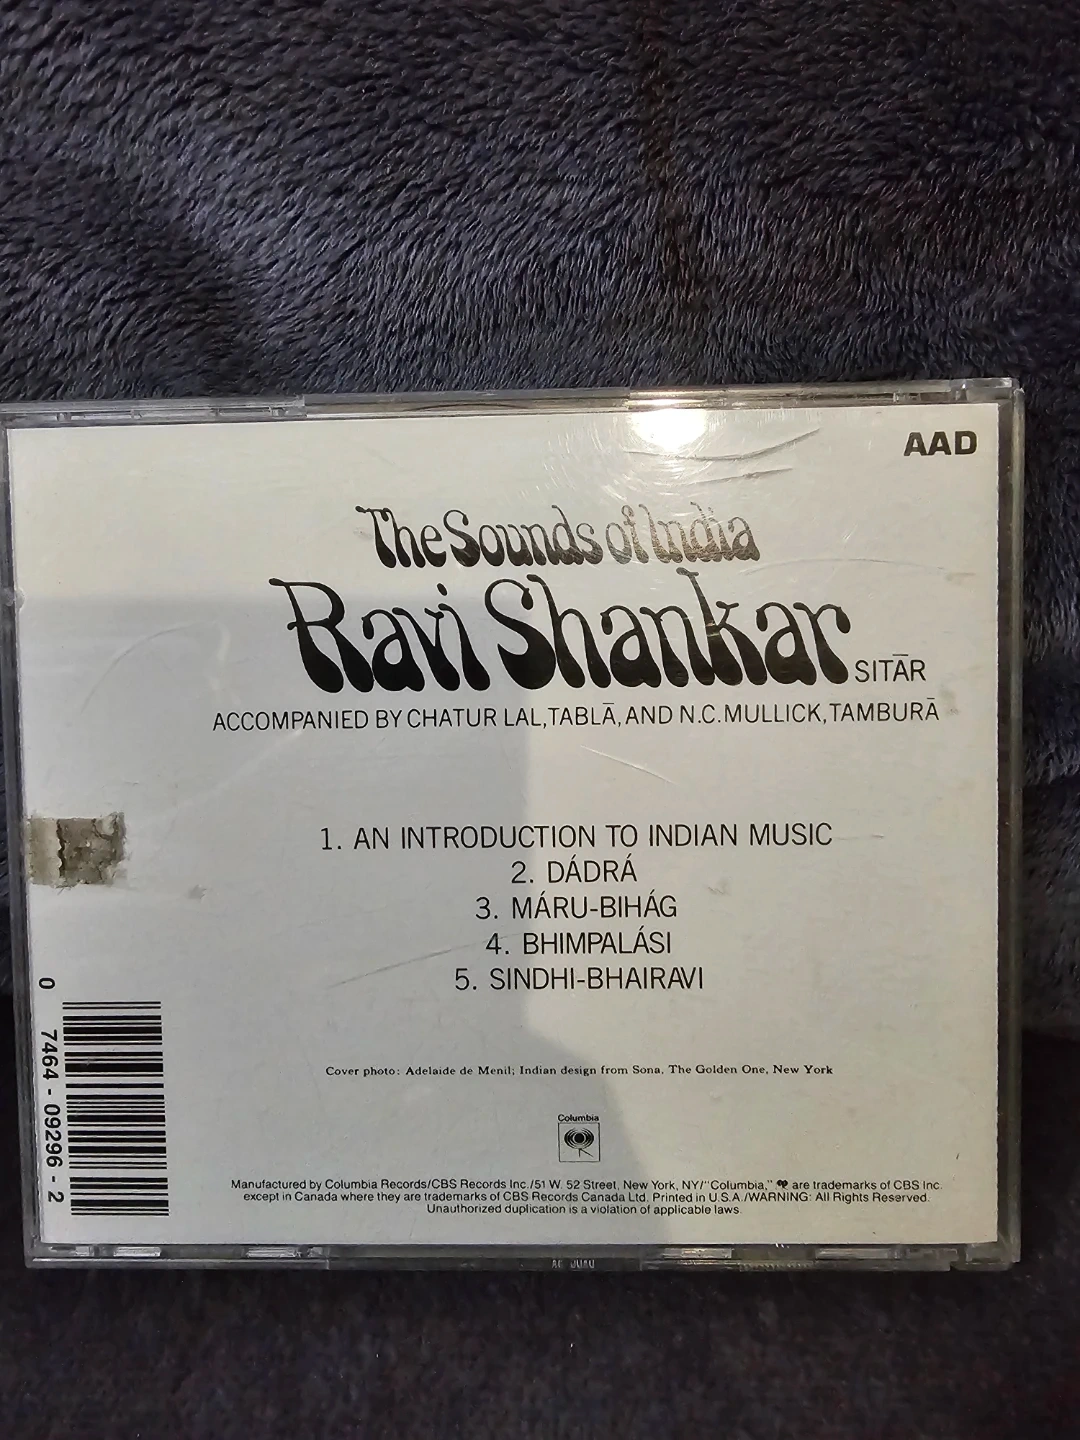 AAD
The Sounds of India
Ravi Shankar SITĀR
ACCOMPANIED BY CHATUR LAL, TABLĀ, AND N.C. MULLICK, TAMBURĀ
1. AN INTRODUCTION TO INDIAN MUSIC
2. DÁDRÁ
3. MÁRU-BIHÁG
4. BHIMPALÁSI
5. SINDHI-BHAIRAVI
0 7464-09296-2
Cover photo: Adelaide de Menil; Indian design from Sona, The Golden One, New York
Columbia
Manufactured by Columbia Records/CBS Records Inc./51 W. 52 Street, New York, NY/"Columbia," are trademarks of CBS Inc.
except in Canada where they are trademarks of CBS Records Canada Ltd. Printed in U.S.A./WARNING: All Rights Reserved.
Unauthorized duplication is a violation of applicable laws.